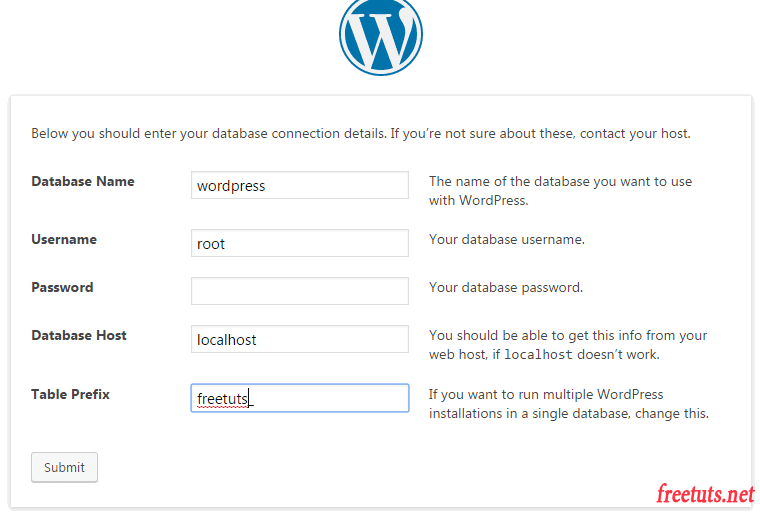 W
Below you should enter your database connection details. If you’re not sure about these, contact your host.
Database Name
wordpress
The name of the database you want to use
with WordPress.
Username
root
Your database username.
Password
Your database password.
Database Host
localhost
You should be able to get this info from your
web host, if localhost doesn’t work.
Table Prefix
freetuts_
If you want to run multiple WordPress
installations in a single database, change this.
Submit
freetuts.net